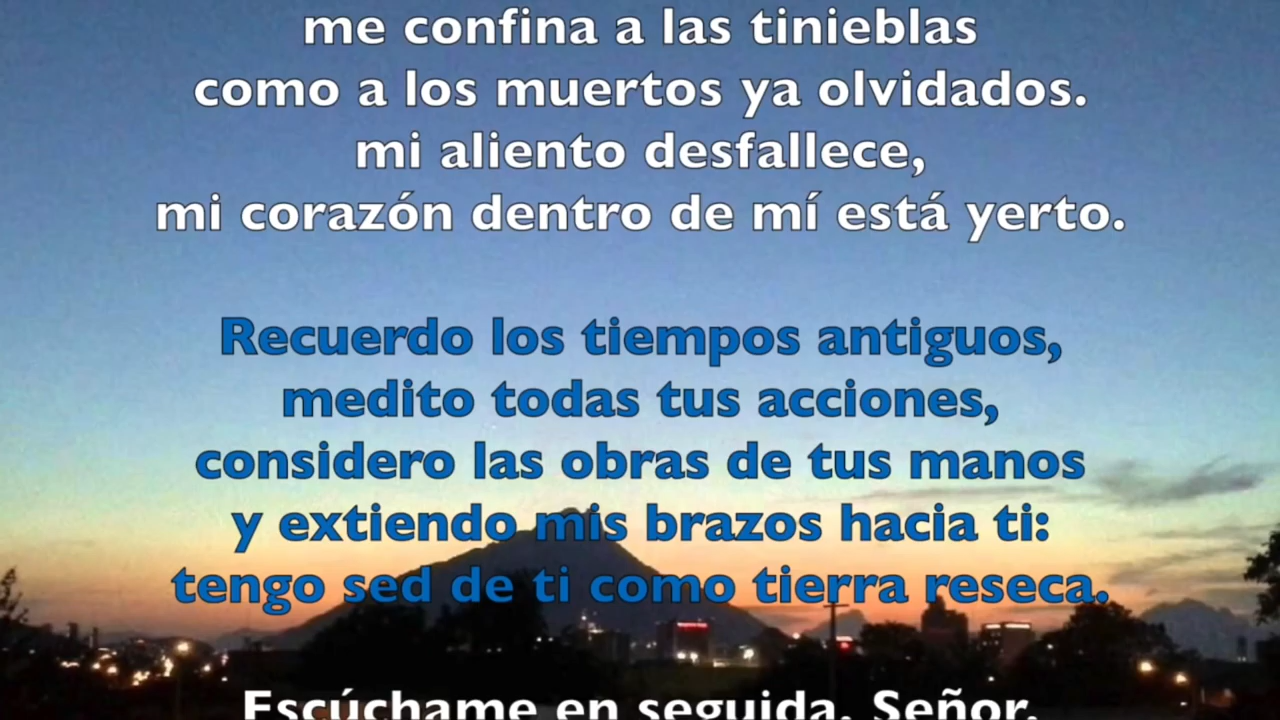 me confina a las tinieblas
como a los muertos ya olvidados.
mi aliento desfallece,
mi corazón dentro de mí está yerto.
Recuerdo los tiempos antiguos,
medito todas tus acciones,
considero las obras de tus manos
y extiendo mis brazos hacia ti:
tengo sed de ti como tierra reseca.
Escúchame en seguida, Señor,